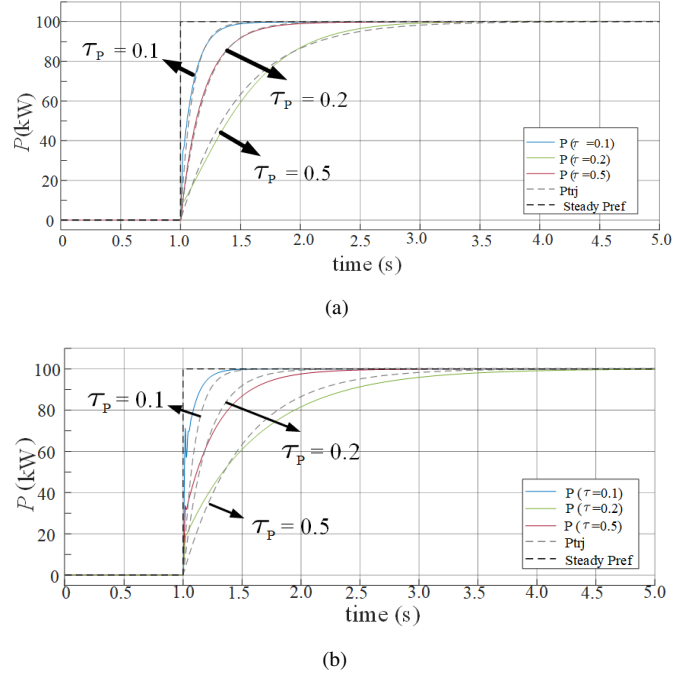 100
80
60
40
20
0
P(kW)
τP = 0.1
τP = 0.2
τP = 0.5
P (τ =0.1)
P (τ =0.2)
P (τ =0.5)
Ptrj
Steady Pref
0 0.5 1.0 1.5 2.0 2.5 3.0 3.5 4.0 4.5 5.0
time (s)
(a)
100
80
60
40
20
0
P (kW)
τP = 0.1
τP = 0.2
τP = 0.5
P (τ=0.1)
P (τ=0.2)
P (τ=0.5)
Ptrj
Steady Pref
0 0.5 1.0 1.5 2.0 2.5 3.0 3.5 4.0 4.5 5.0
time (s)
(b)